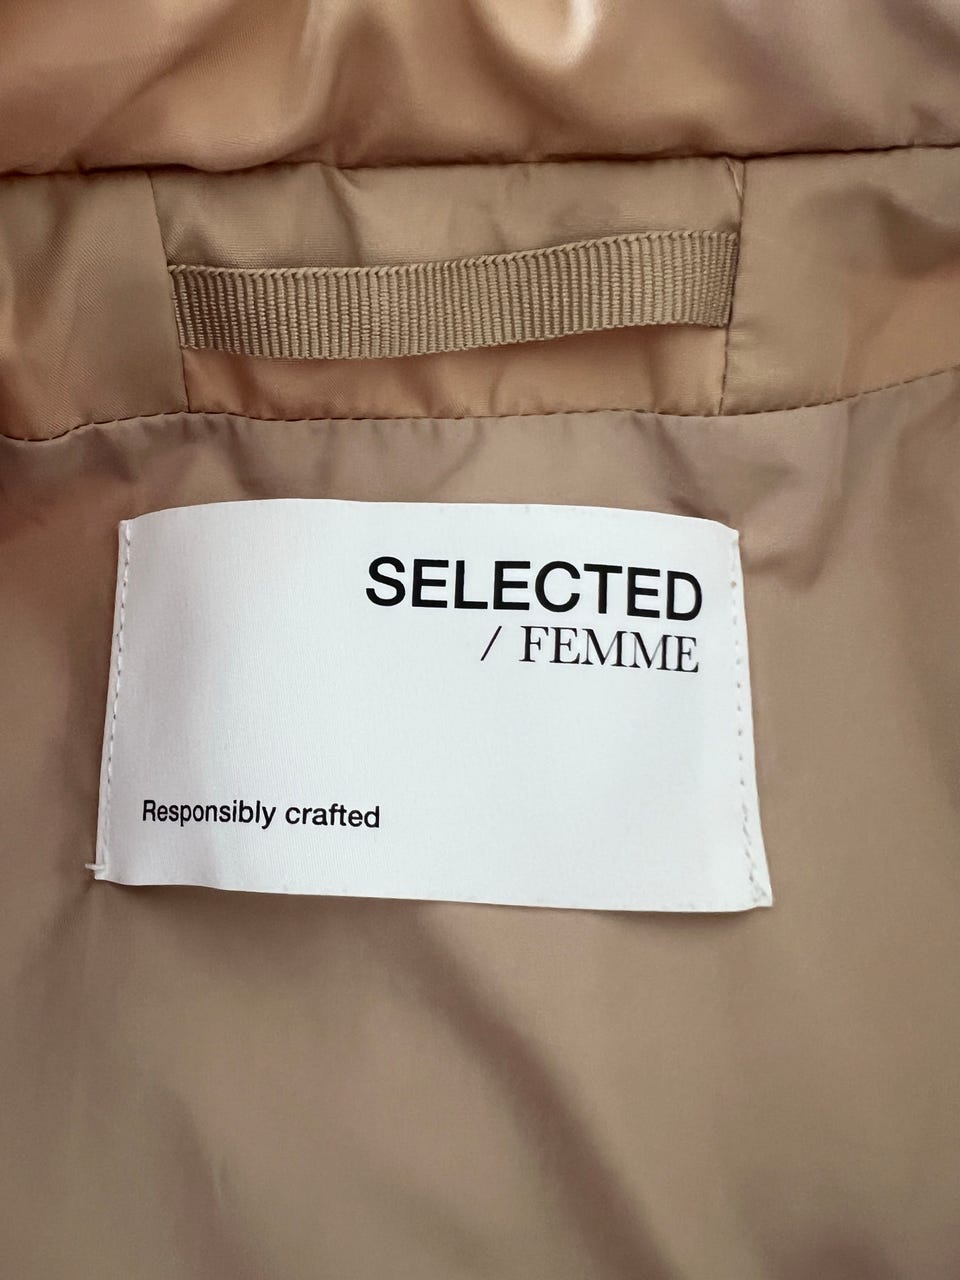 SELECTED
/ FEMME
Responsibly crafted